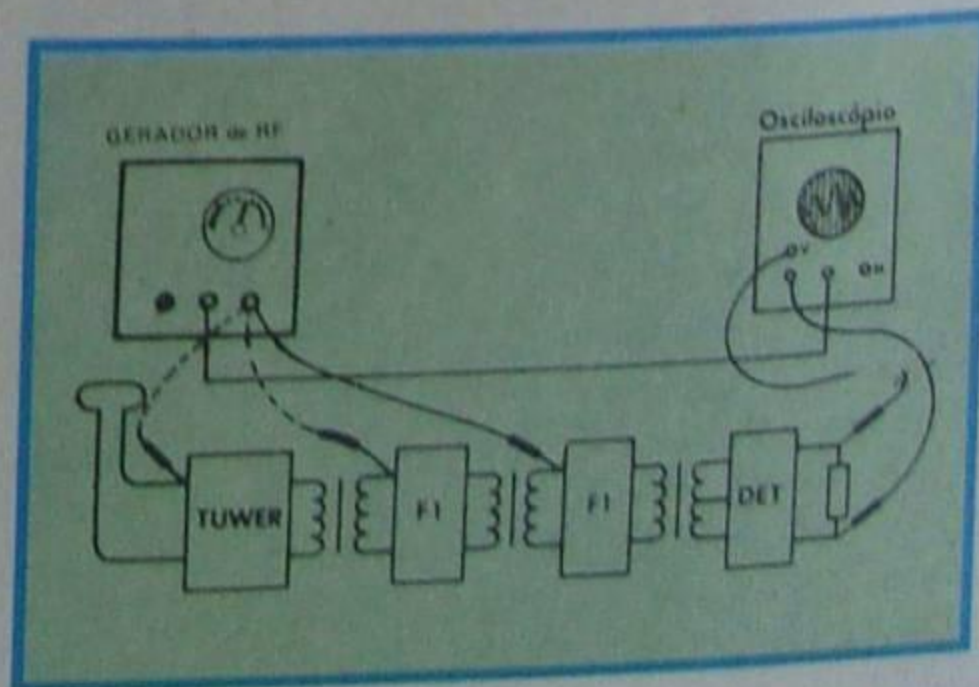 GERADOR de RF
Osciloscópio
V
H
TUWER
FI
FI
DET